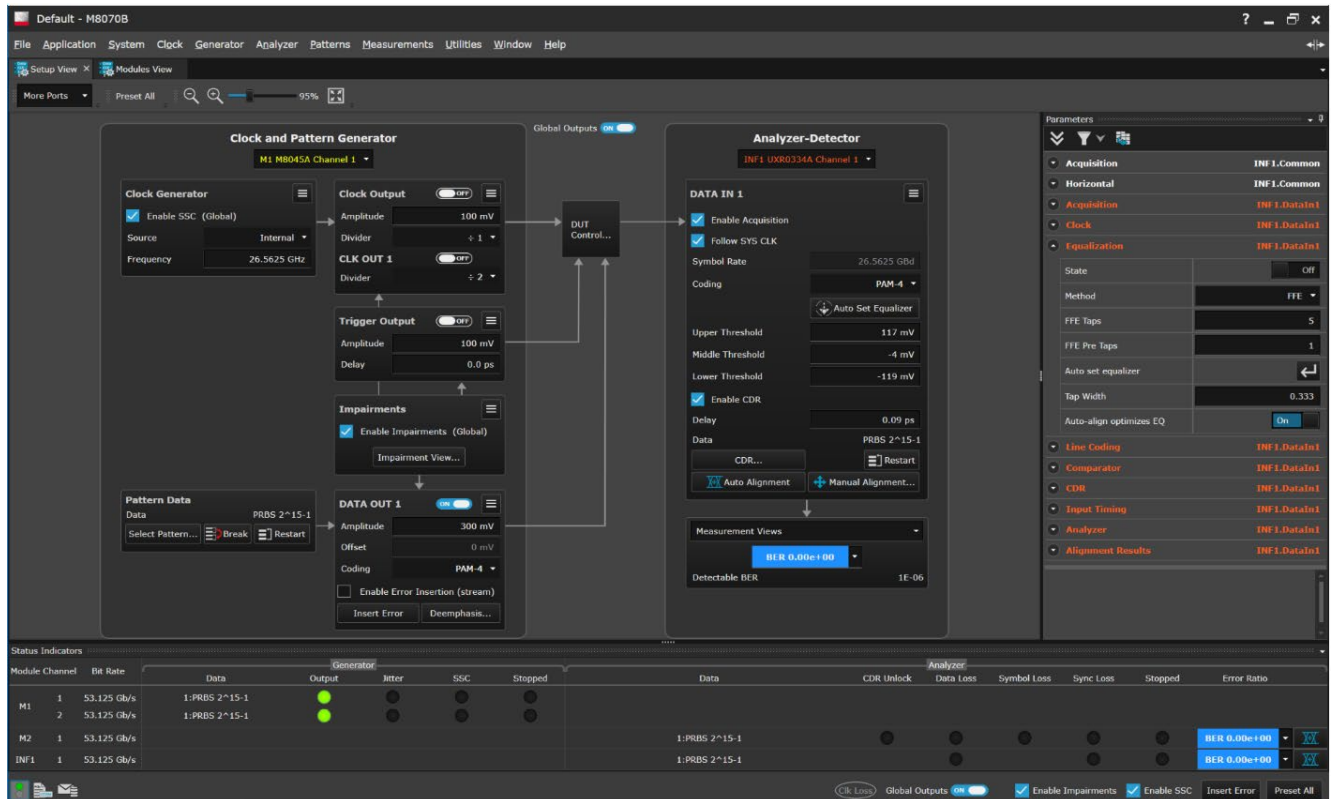 Default - M8070B
? 
File Application System Clock Generator Analyzer Patterns Measurements Utilities Window Help
Setup View × Modules View
More Ports Preset All 95%
Global Outputs ON
Clock and Pattern Generator
M1 M8045A Channel 1
Clock Generator
Enable SSC (Global)
Source Internal
Frequency 26.5625 GHz
Clock Output OFF
Amplitude 100 mV
Divider ÷ 1
CLK OUT 1 OFF
Divider ÷ 2
Trigger Output OFF
Amplitude 100 mV
Delay 0.0 ps
Impairments
Enable Impairments (Global)
Impairment View...
Pattern Data
Data PRBS 2^15-1
Select Pattern... Break Restart
DATA OUT 1 ON
Amplitude 300 mV
Offset 0 mV
Coding PAM-4
Enable Error Insertion (stream)
Insert Error Deemphasis...
DUT
Control...
Analyzer-Detector
INF1 UXR0334A Channel 1
DATA IN 1
Enable Acquisition
Follow SYS CLK
Symbol Rate 26.5625 GBd
Coding PAM-4
Auto Set Equalizer
Upper Threshold 117 mV
Middle Threshold -4 mV
Lower Threshold -119 mV
Enable CDR
Delay 0.09 ps
Data PRBS 2^15-1
CDR... Restart
Auto Alignment Manual Alignment...
Measurement Views
BER 0.00e+00
Detectable BER 1E-06
Parameters
Acquisition INF1.Common
Horizontal INF1.Common
Acquisition INF1.DataIn1
Clock INF1.DataIn1
Equalization INF1.DataIn1
State Off
Method FFE
FFE Taps 5
FFE Pre Taps 1
Auto set equalizer
Tap Width 0.333
Auto-align optimizes EQ On
Line Coding INF1.DataIn1
Comparator INF1.DataIn1
CDR INF1.DataIn1
Input Timing INF1.DataIn1
Analyzer INF1.DataIn1
Alignment Results INF1.DataIn1
Status Indicators
Generator Analyzer
Module Channel Bit Rate Data Output Jitter SSC Stopped Data CDR Unlock Data Loss Symbol Loss Sync Loss Stopped Error Ratio
M1 1 53.125 Gb/s 1:PRBS 2^15-1
2 53.125 Gb/s 1:PRBS 2^15-1
M2 1 53.125 Gb/s 1:PRBS 2^15-1 BER 0.00e+00
INF1 1 53.125 Gb/s 1:PRBS 2^15-1 BER 0.00e+00
Clk Loss Global Outputs ON Enable Impairments Enable SSC Insert Error Preset All